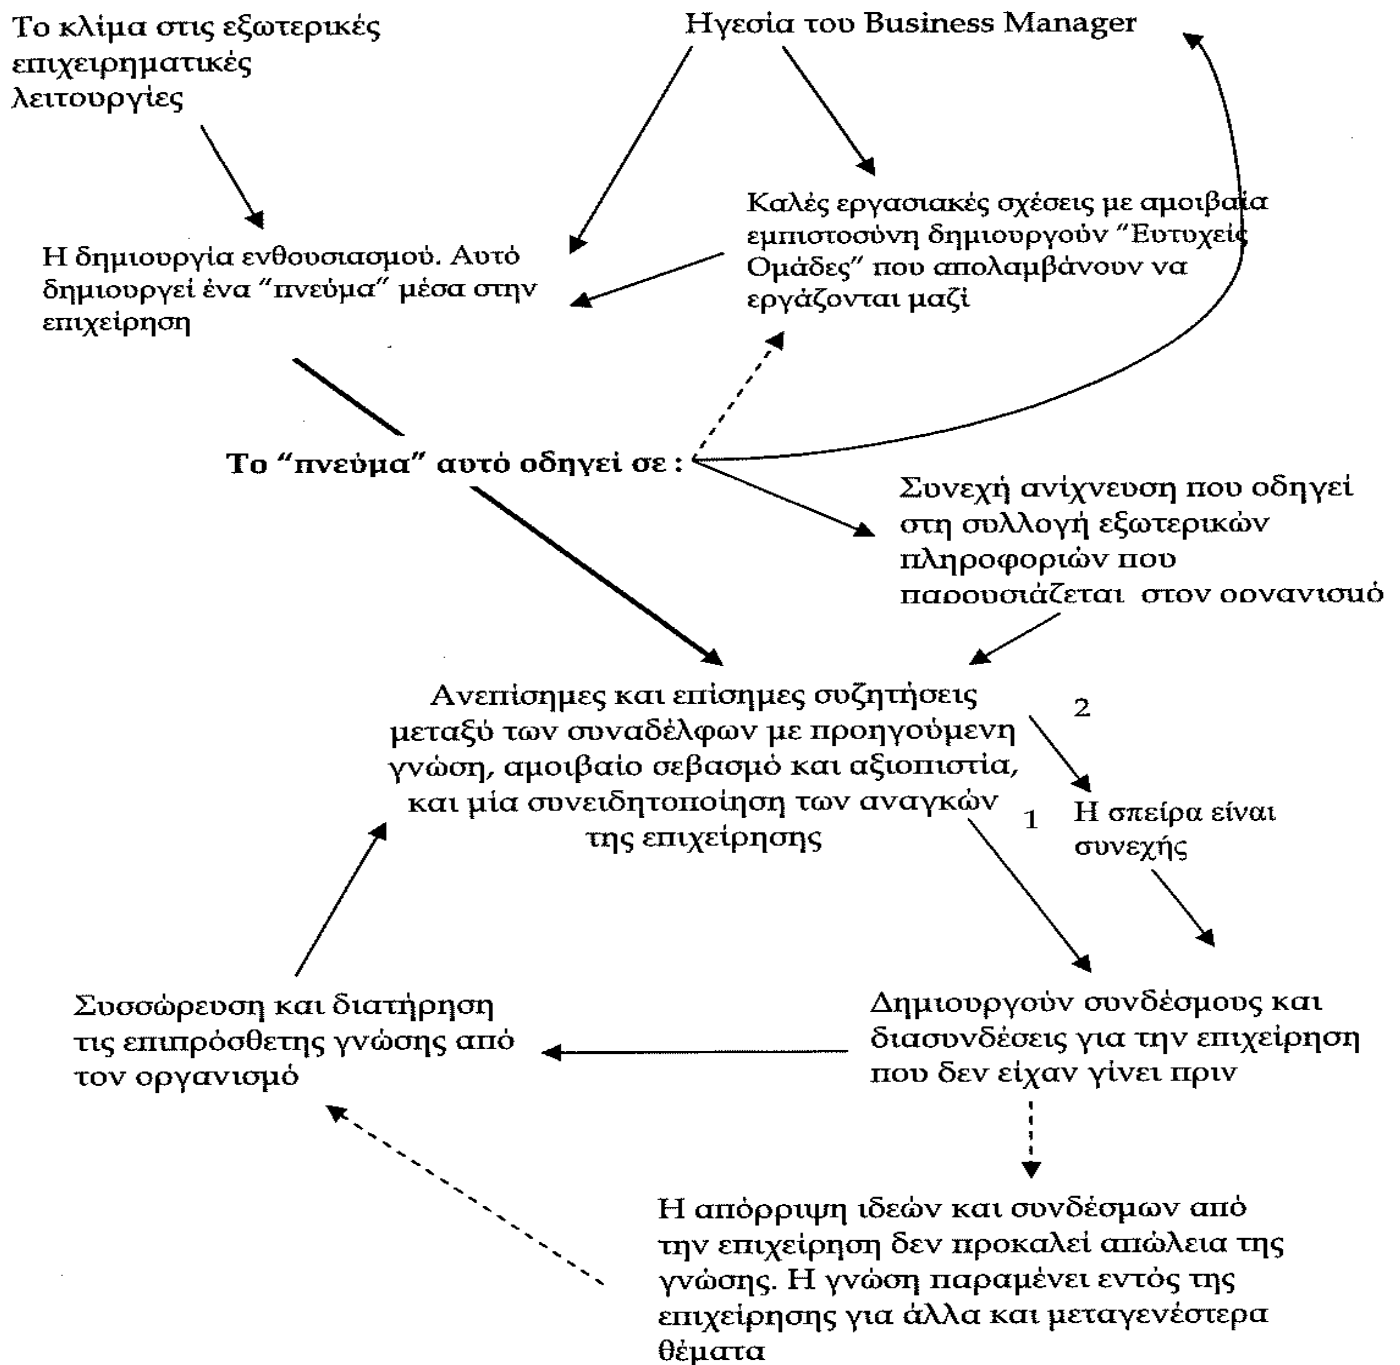 Το κλίμα στις εξωτερικές
επιχειρηματικές
λειτουργίες
Ηγεσία του Business Manager
Καλές εργασιακές σχέσεις με αμοιβαία
εμπιστοσύνη δημιουργούν “Ευτυχείς
Ομάδες” που απολαμβάνουν να
εργάζονται μαζί
Η δημιουργία ενθουσιασμού. Αυτό
δημιουργεί ένα “πνεύμα” μέσα στην
επιχείρηση
Το “πνεύμα” αυτό οδηγεί σε :
Συνεχή ανίχνευση που οδηγεί
στη συλλογή εξωτερικών
πληροφοριών που
παρουσιάζεται στον οργανισμό
Ανεπίσημες και επίσημες συζητήσεις
μεταξύ των συναδέλφων με προηγούμενη
γνώση, αμοιβαίο σεβασμό και αξιοπιστία,
και μία συνειδητοποίηση των αναγκών
της επιχείρησης
2
1
Η σπείρα είναι
συνεχής
Συσσώρευση και διατήρηση
τις επιπρόσθετης γνώσης από
τον οργανισμό
Δημιουργούν συνδέσμους και
διασυνδέσεις για την επιχείρηση
που δεν είχαν γίνει πριν
Η απόρριψη ιδεών και συνδέσμων από
την επιχείρηση δεν προκαλεί απώλεια της
γνώσης. Η γνώση παραμένει εντός της
επιχείρησης για άλλα και μεταγενέστερα
θέματα